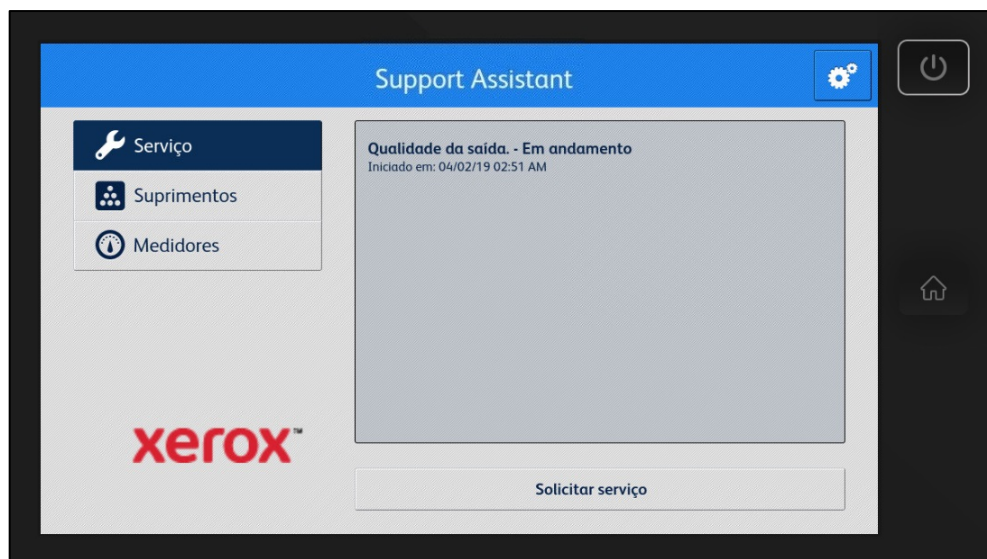 Support Assistant
Serviço
Suprimentos
Medidores
Qualidade da saída. - Em andamento
Iniciado em: 04/02/19 02:51 AM
xerox™
Solicitar serviço